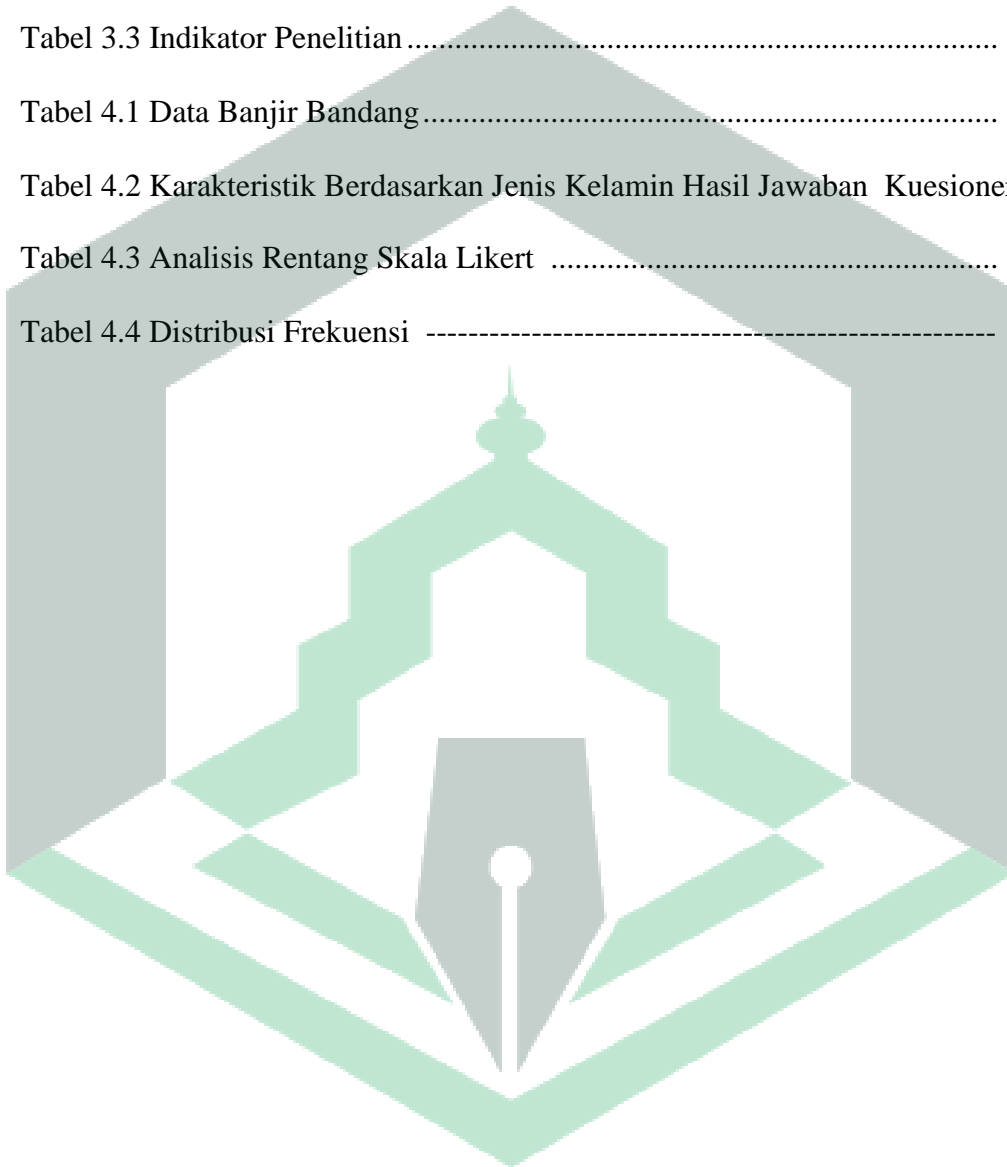 Tabel 3.3 Indikator Penelitian ........................................................................
Tabel 4.1 Data Banjir Bandang......................................................................
Tabel 4.2 Karakteristik Berdasarkan Jenis Kelamin Hasil Jawaban Kuesioner
Tabel 4.3 Analisis Rentang Skala Likert ......................................................
Tabel 4.4 Distribusi Frekuensi ------------------------------------------------------